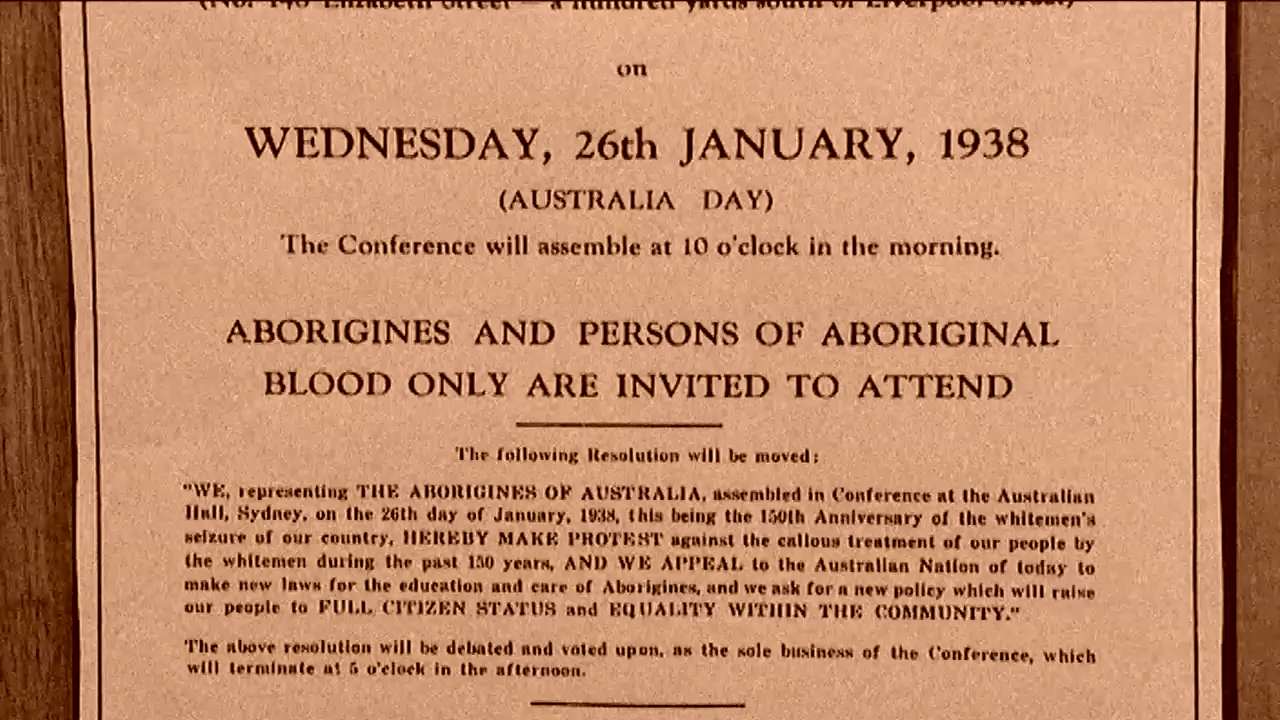 (No. 148 Elizabeth Street — a hundred yards south of Liverpool Street)
on
WEDNESDAY, 26th JANUARY, 1938
(AUSTRALIA DAY)
The Conference will assemble at 10 o'clock in the morning.
ABORIGINES AND PERSONS OF ABORIGINAL
BLOOD ONLY ARE INVITED TO ATTEND
The following Resolution will be moved:
"WE, representing THE ABORIGINES OF AUSTRALIA, assembled in Conference at the Australian
Hall, Sydney, on the 26th day of January, 1938, this being the 150th Anniversary of the whitemen's
seizure of our country, HEREBY MAKE PROTEST against the callous treatment of our people by
the whitemen during the past 150 years, AND WE APPEAL to the Australian Nation of today to
make new laws for the education and care of Aborigines, and we ask for a new policy which will raise
our people to FULL CITIZEN STATUS and EQUALITY WITHIN THE COMMUNITY."
The above resolution will be debated and voted upon, as the sole business of the Conference, which
will terminate at 5 o'clock in the afternoon.